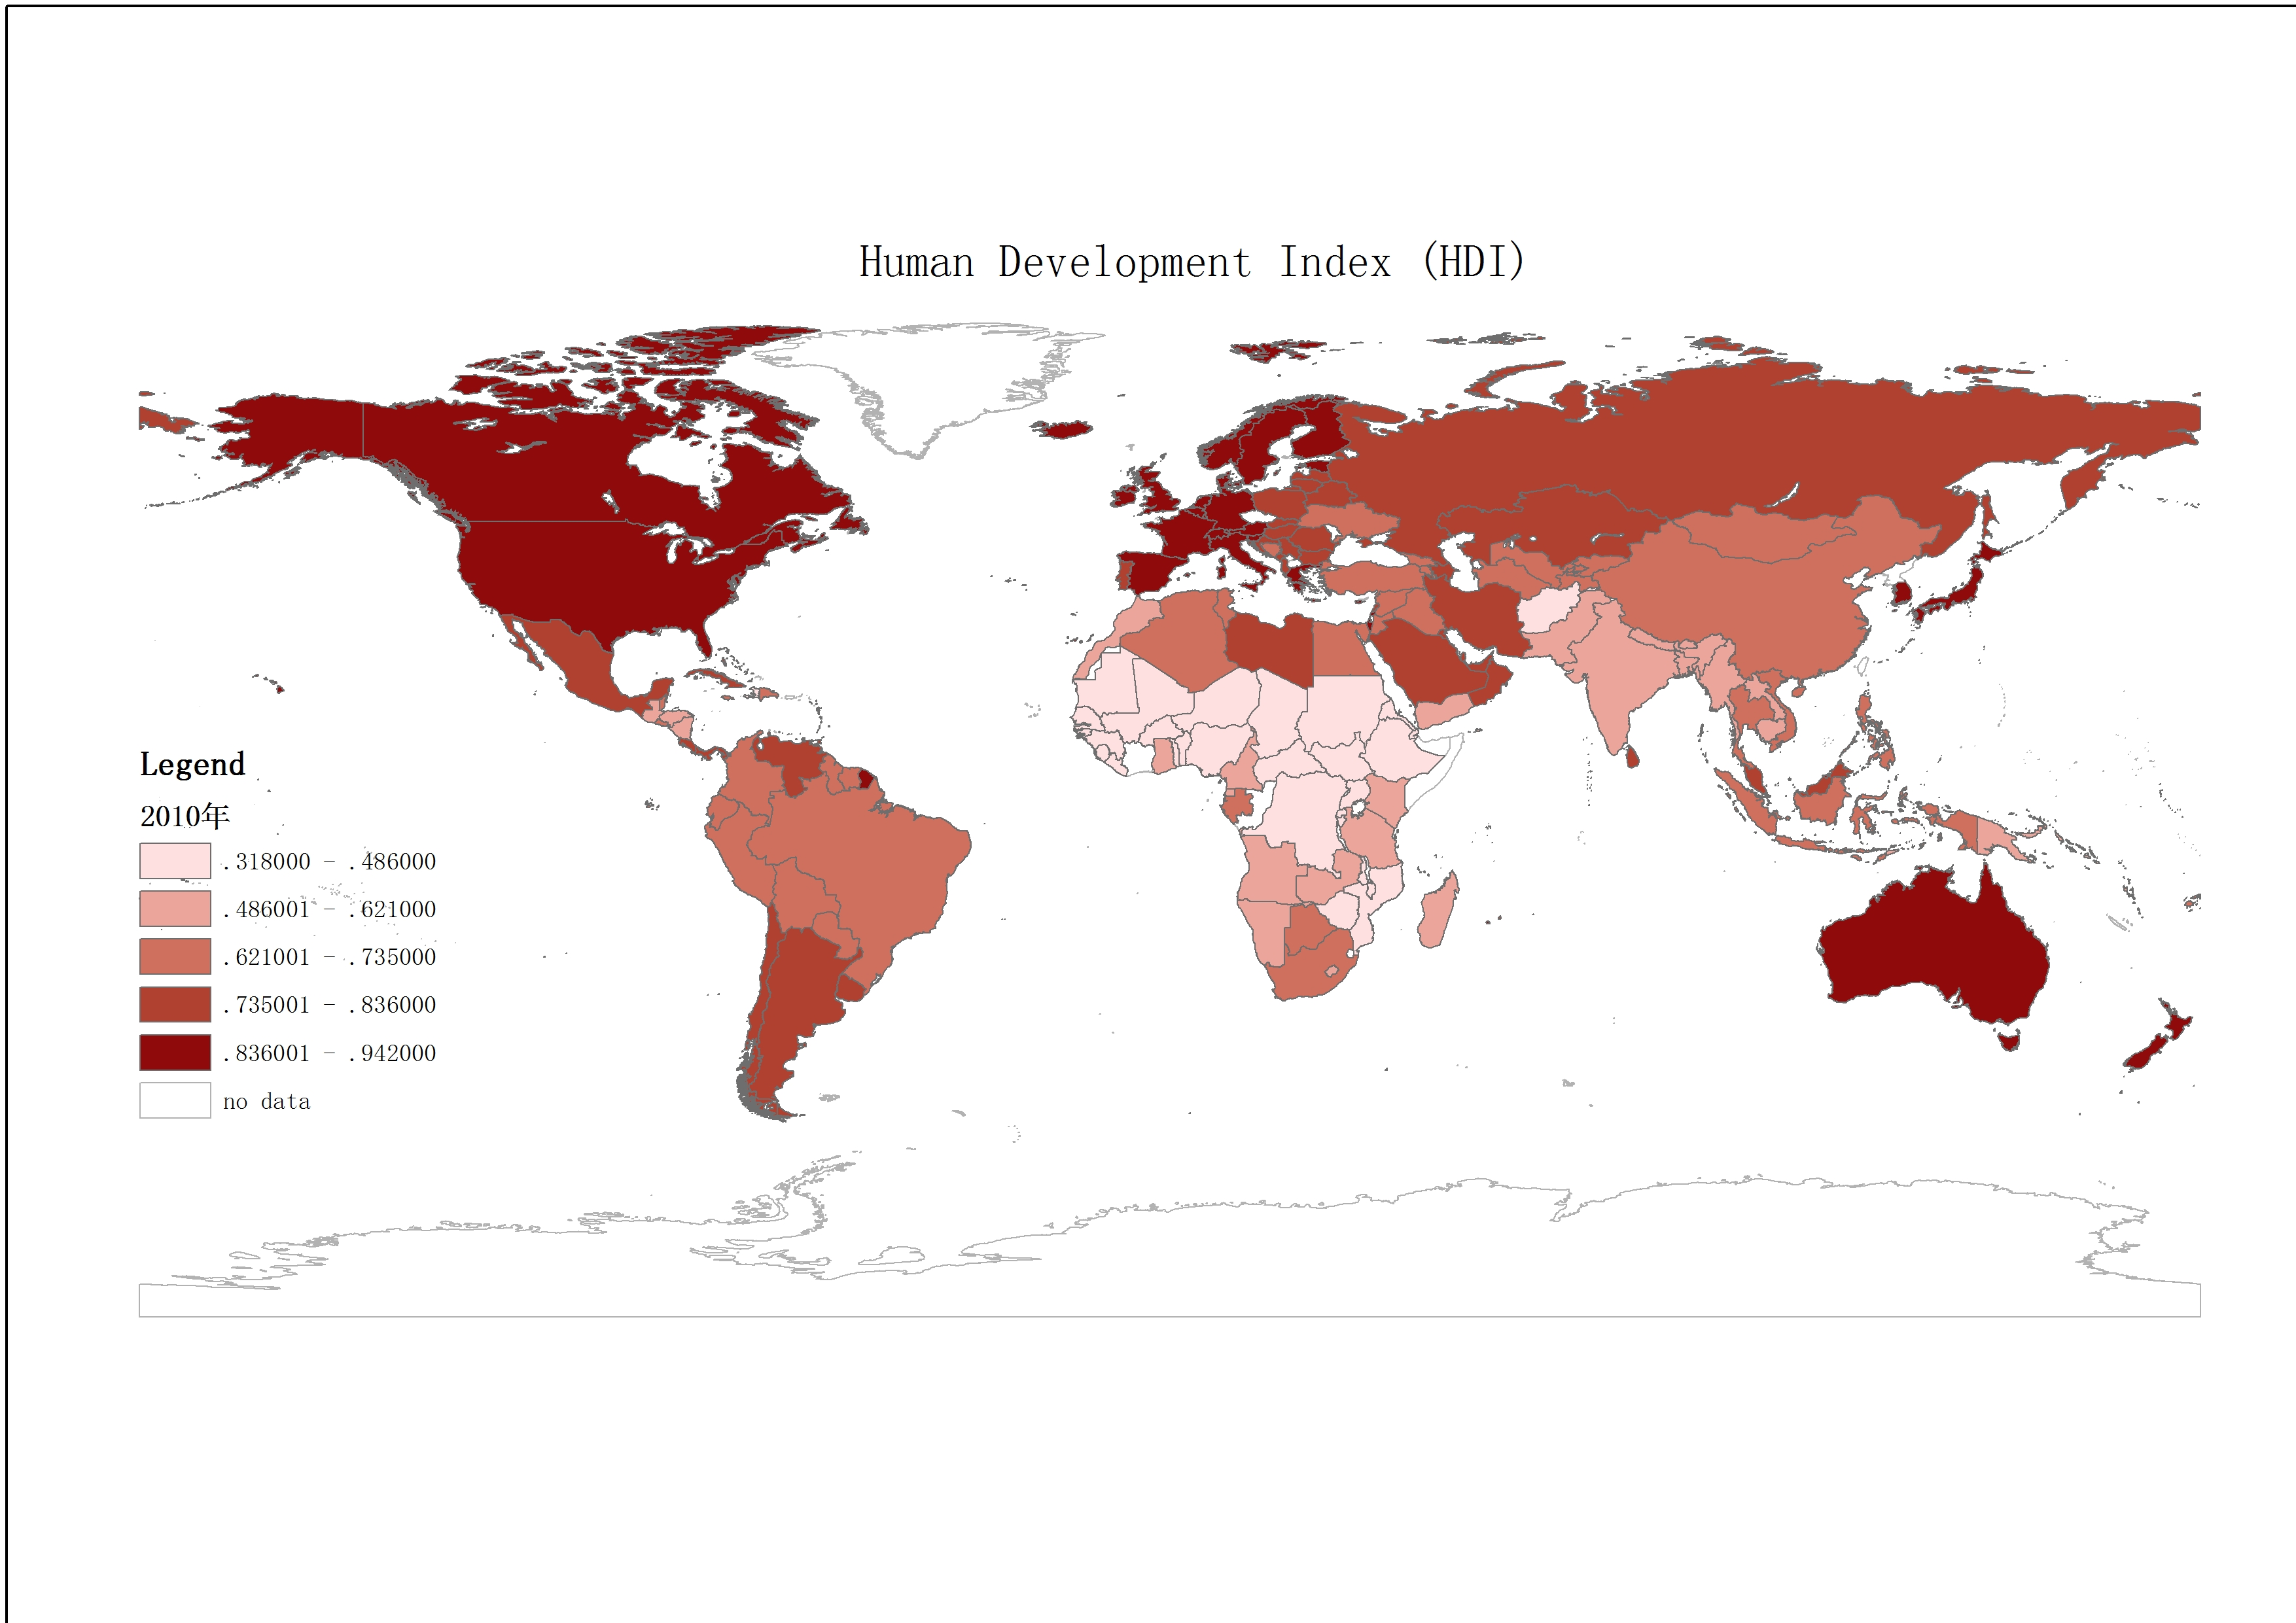 Human Development Index (HDI)
Legend
2010年
.318000 - .486000
.486001 - .621000
.621001 - .735000
.735001 - .836000
.836001 - .942000
no data